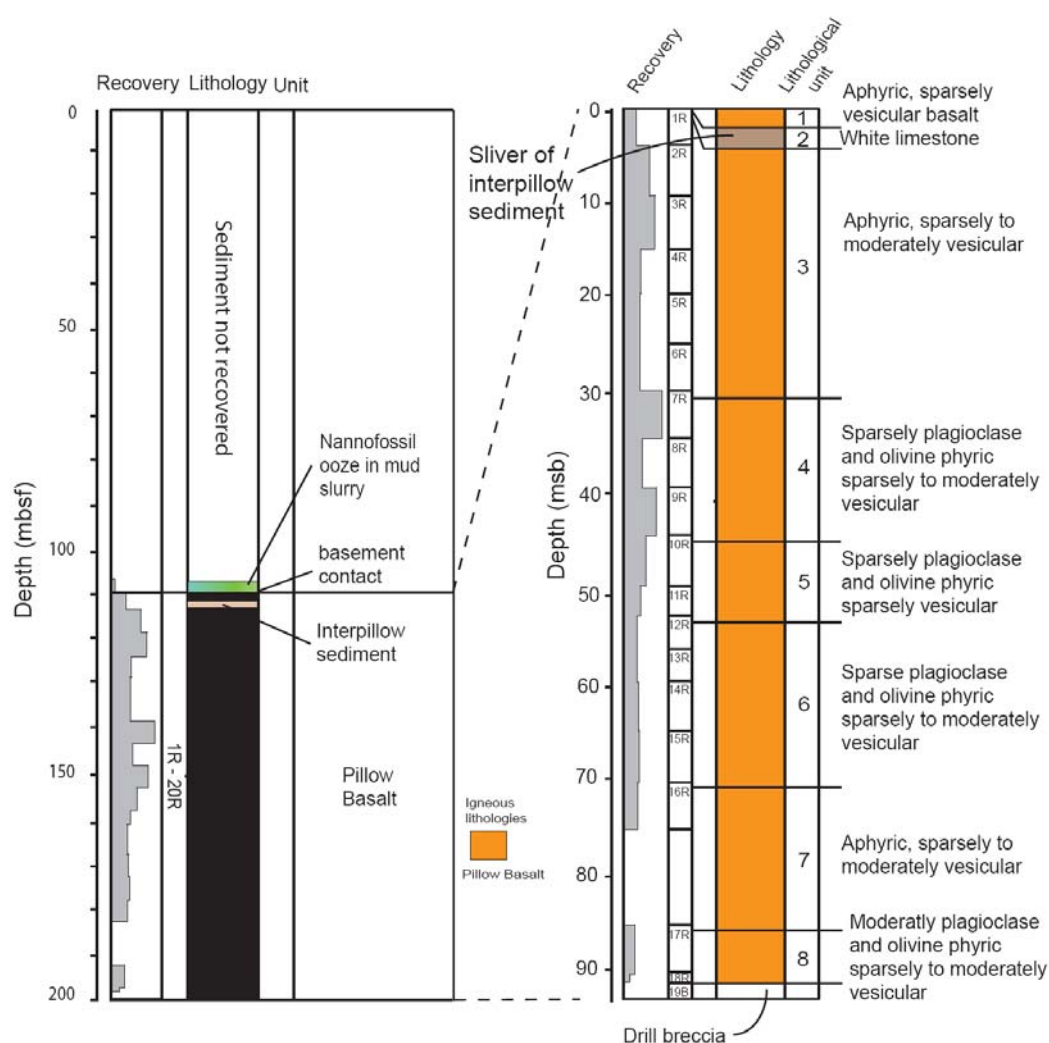 Recovery Lithology Unit
0
50
100
150
200
Depth (mbsf)
Sediment not recovered
Nannofossil
ooze in mud
slurry
basement
contact
Interpillow
sediment
1R - 20R
Pillow
Basalt
Sliver of
interpillow
sediment
Igneous
lithologies
Pillow Basalt
Recovery
Lithology
Lithological
unit
0
10
20
30
40
50
60
70
80
90
Depth (msb)
1R
2R
3R
4R
5R
6R
7R
8R
9R
10R
11R
12R
13R
14R
15R
16R
17R
18R
19B
1
2
3
4
5
6
7
8
Aphyric, sparsely
vesicular basalt
White limestone
Aphyric, sparsely to
moderately vesicular
Sparsely plagioclase
and olivine phyric
sparsely to moderately
vesicular
Sparsely plagioclase
and olivine phyric
sparsely vesicular
Sparse plagioclase
and olivine phyric
sparsely to moderately
vesicular
Aphyric, sparsely to
moderately vesicular
Moderatly plagioclase
and olivine phyric
sparsely to moderately
vesicular
Drill breccia